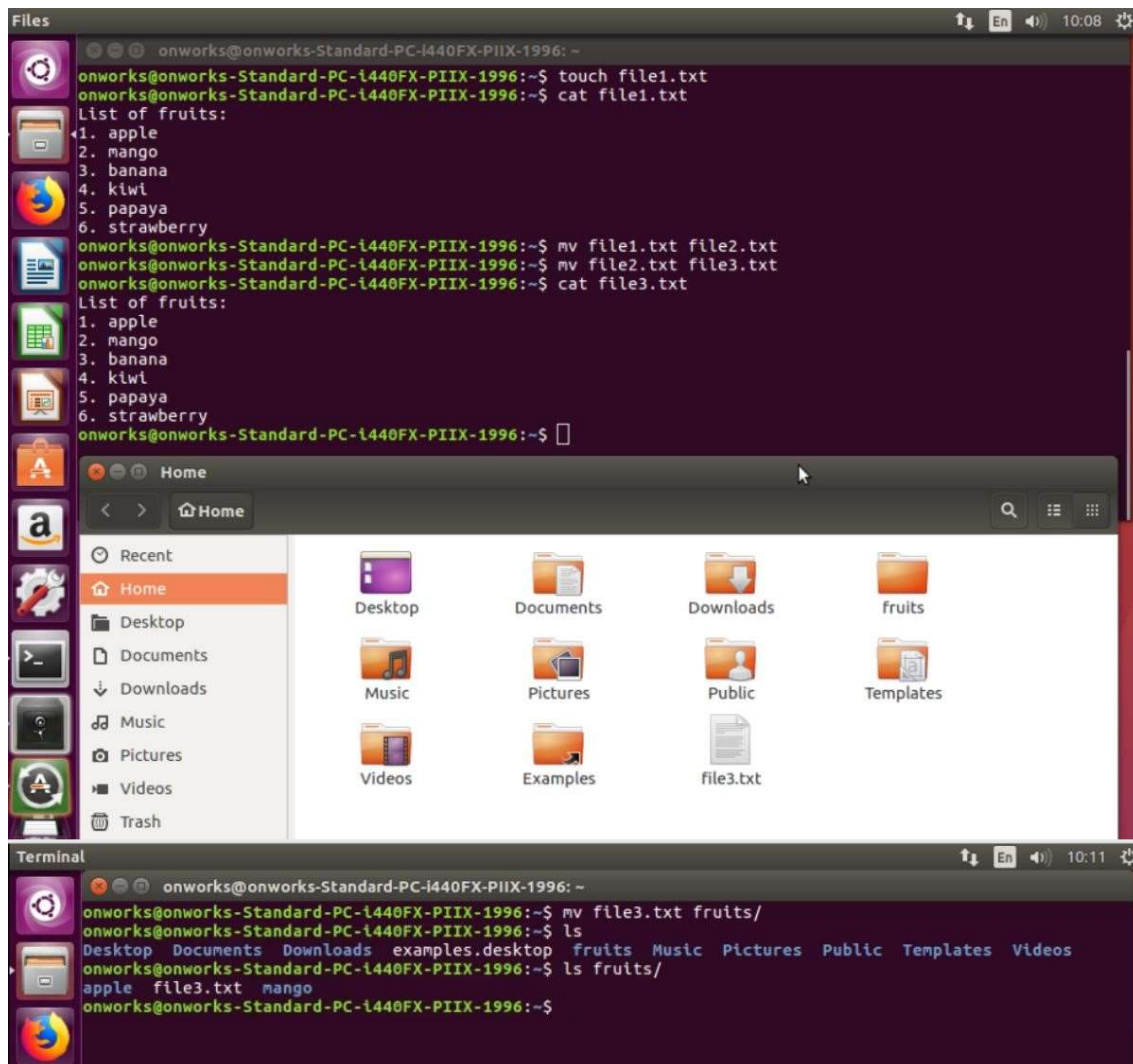 Files
En
10:08
onworks@onworks-Standard-PC-i440FX-PIIX-1996: ~
onworks@onworks-Standard-PC-i440FX-PIIX-1996:~$ touch file1.txt
onworks@onworks-Standard-PC-i440FX-PIIX-1996:~$ cat file1.txt
List of fruits:
1. apple
2. mango
3. banana
4. kiwi
5. papaya
6. strawberry
onworks@onworks-Standard-PC-i440FX-PIIX-1996:~$ mv file1.txt file2.txt
onworks@onworks-Standard-PC-i440FX-PIIX-1996:~$ mv file2.txt file3.txt
onworks@onworks-Standard-PC-i440FX-PIIX-1996:~$ cat file3.txt
List of fruits:
1. apple
2. mango
3. banana
4. kiwi
5. papaya
6. strawberry
onworks@onworks-Standard-PC-i440FX-PIIX-1996:~$
Home
Home
Recent
Home
Desktop
Documents
Downloads
Music
Pictures
Videos
Trash
Desktop
Documents
Downloads
fruits
Music
Pictures
Public
Templates
Videos
Examples
file3.txt
Terminal
En
10:11
onworks@onworks-Standard-PC-i440FX-PIIX-1996: ~
onworks@onworks-Standard-PC-i440FX-PIIX-1996:~$ mv file3.txt fruits/
onworks@onworks-Standard-PC-i440FX-PIIX-1996:~$ ls
Desktop Documents Downloads examples.desktop fruits Music Pictures Public Templates Videos
onworks@onworks-Standard-PC-i440FX-PIIX-1996:~$ ls fruits/
apple file3.txt mango
onworks@onworks-Standard-PC-i440FX-PIIX-1996:~$